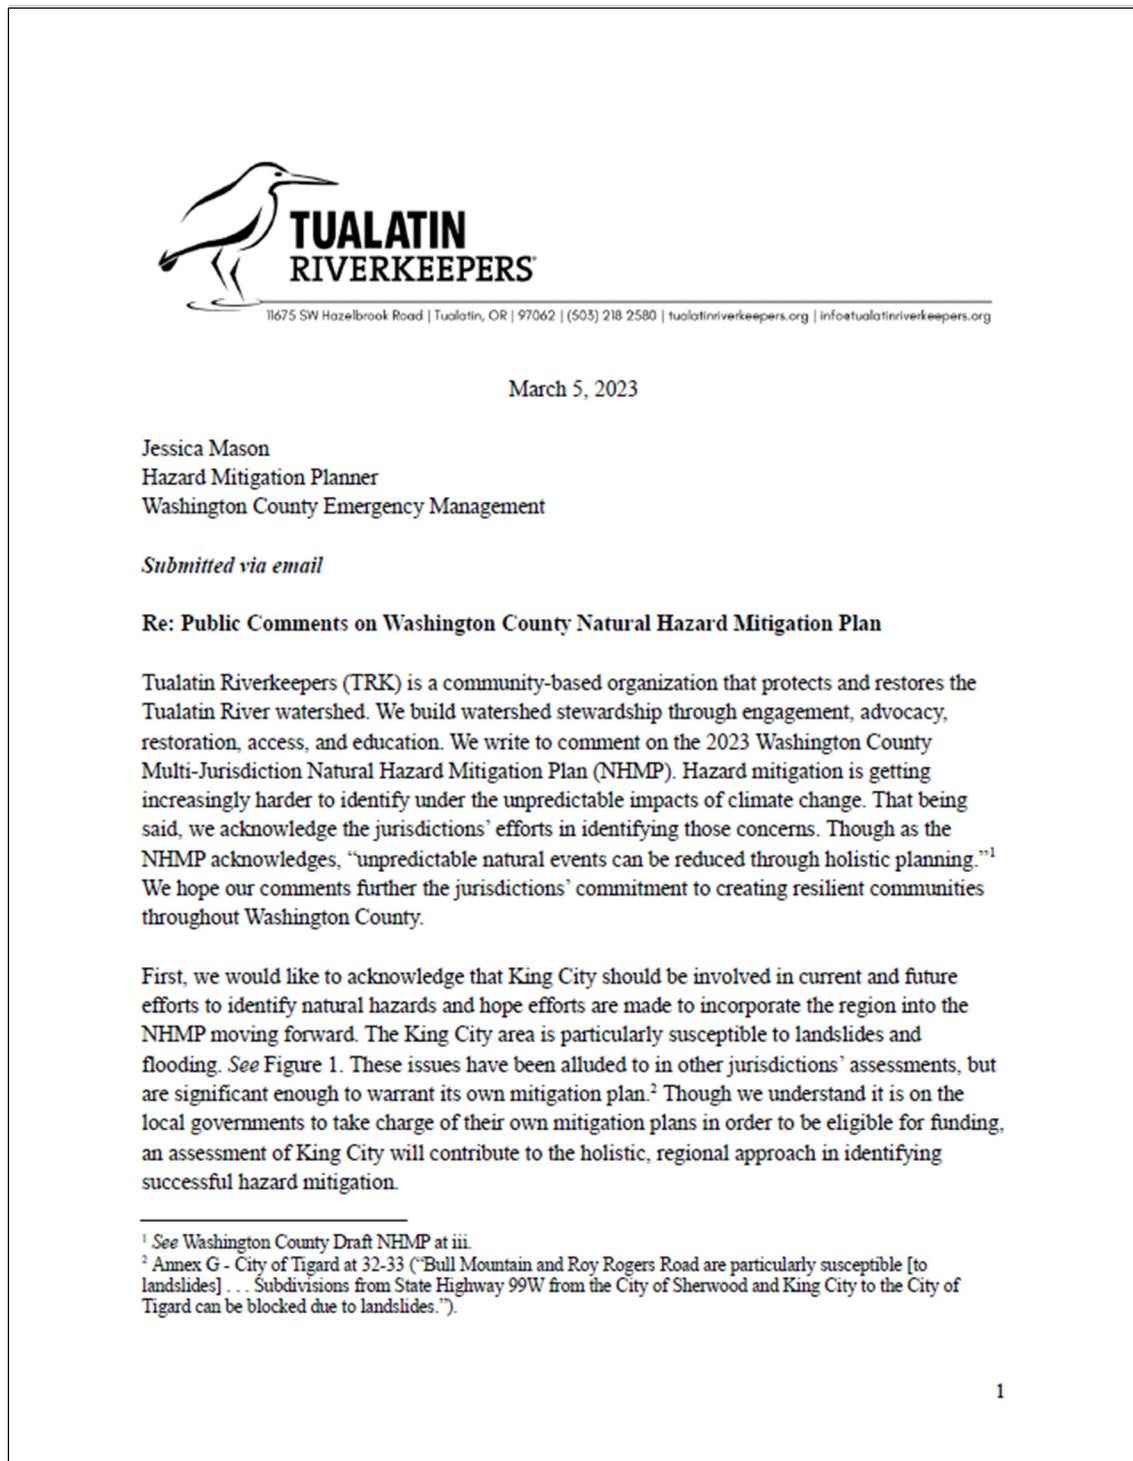 TUALATIN
RIVERKEEPERS®
11675 SW Hazelbrook Road | Tualatin, OR | 97062 | (503) 218 2580 | tualatinriverkeepers.org | info@tualatinriverkeepers.org
March 5, 2023
Jessica Mason
Hazard Mitigation Planner
Washington County Emergency Management
Submitted via email
Re: Public Comments on Washington County Natural Hazard Mitigation Plan
Tualatin Riverkeepers (TRK) is a community-based organization that protects and restores the
Tualatin River watershed. We build watershed stewardship through engagement, advocacy,
restoration, access, and education. We write to comment on the 2023 Washington County
Multi-Jurisdiction Natural Hazard Mitigation Plan (NHMP). Hazard mitigation is getting
increasingly harder to identify under the unpredictable impacts of climate change. That being
said, we acknowledge the jurisdictions’ efforts in identifying those concerns. Though as the
NHMP acknowledges, “unpredictable natural events can be reduced through holistic planning.”1
We hope our comments further the jurisdictions’ commitment to creating resilient communities
throughout Washington County.
First, we would like to acknowledge that King City should be involved in current and future
efforts to identify natural hazards and hope efforts are made to incorporate the region into the
NHMP moving forward. The King City area is particularly susceptible to landslides and
flooding. See Figure 1. These issues have been alluded to in other jurisdictions’ assessments, but
are significant enough to warrant its own mitigation plan.2 Though we understand it is on the
local governments to take charge of their own mitigation plans in order to be eligible for funding,
an assessment of King City will contribute to the holistic, regional approach in identifying
successful hazard mitigation.
1 See Washington County Draft NHMP at iii.
2 Annex G - City of Tigard at 32-33 (“Bull Mountain and Roy Rogers Road are particularly susceptible [to
landslides] . . . Subdivisions from State Highway 99W from the City of Sherwood and King City to the City of
Tigard can be blocked due to landslides.”).
1